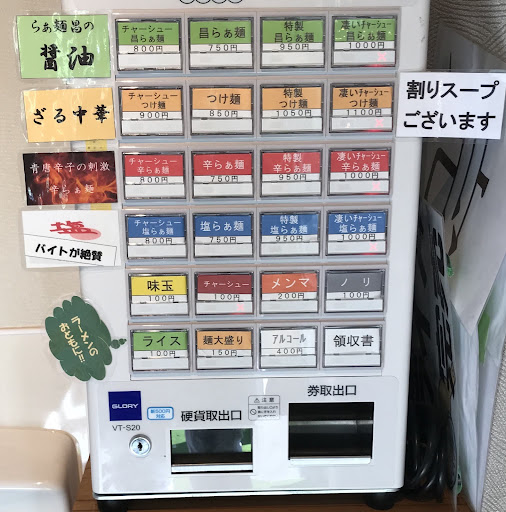 らぁ麺昌の
醤油
チャーシュー
昌らぁ麺
800円
昌らぁ麺
750円
特製
昌らぁ麺
950円
凄いチャーシュー
昌らぁ麺
1000円
ざる中華
チャーシュー
つけ麺
900円
つけ麺
850円
特製
つけ麺
1050円
凄いチャーシュー
つけ麺
1100円
割りスープ
ございます
青唐辛子の刺激
辛らぁ麺
チャーシュー
辛らぁ麺
800円
辛らぁ麺
750円
特製
辛らぁ麺
950円
凄いチャーシュー
辛らぁ麺
1000円
塩
バイトが絶賛
チャーシュー
塩らぁ麺
800円
塩らぁ麺
750円
特製
塩らぁ麺
950円
凄いチャーシュー
塩らぁ麺
1000円
味玉
100円
チャーシュー
100円
メンマ
200円
ノリ
100円
ラーメンの
おともに!!
ライス
100円
麺大盛り
150円
アルコール
400円
領収書
GLORY
VT-S20
新500円
対応
硬貨取出口
注意
券取出口